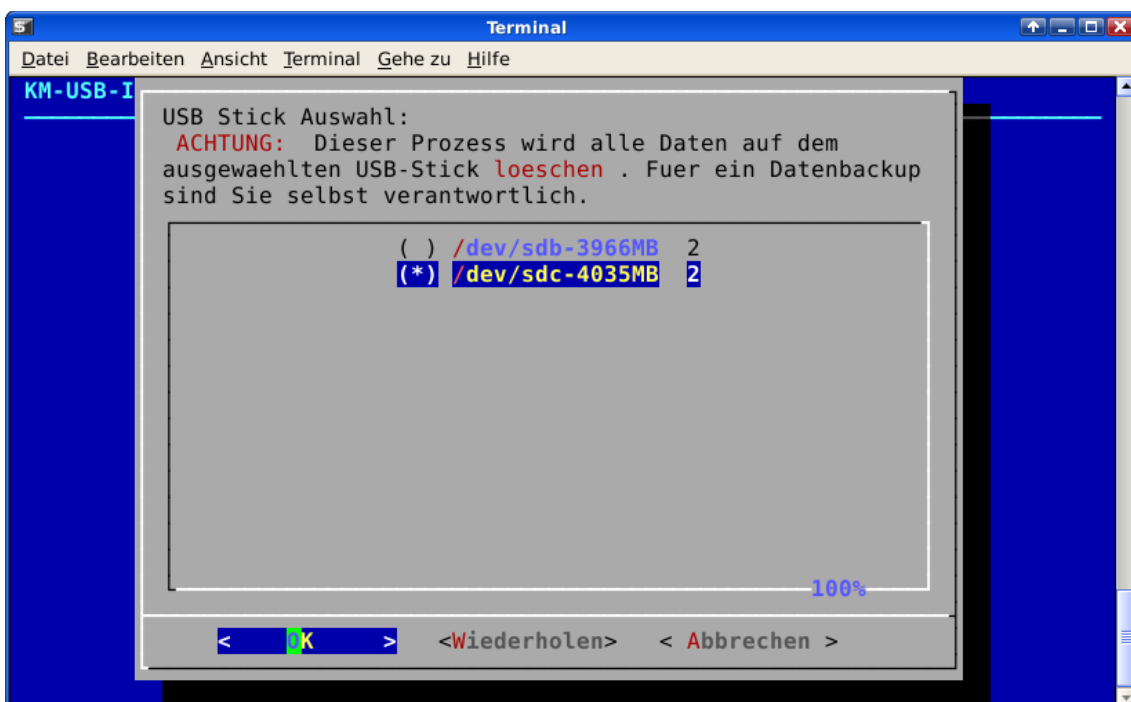 Terminal
Datei Bearbeiten Ansicht Terminal Gehe zu Hilfe
KM-USB-I
USB Stick Auswahl:
ACHTUNG: Dieser Prozess wird alle Daten auf dem
ausgewaehlten USB-Stick loeschen . Fuer ein Datenbackup
sind Sie selbst verantwortlich.
( ) /dev/sdb-3966MB 2
(*) /dev/sdc-4035MB 2
100%
< OK > <Wiederholen> < Abbrechen >